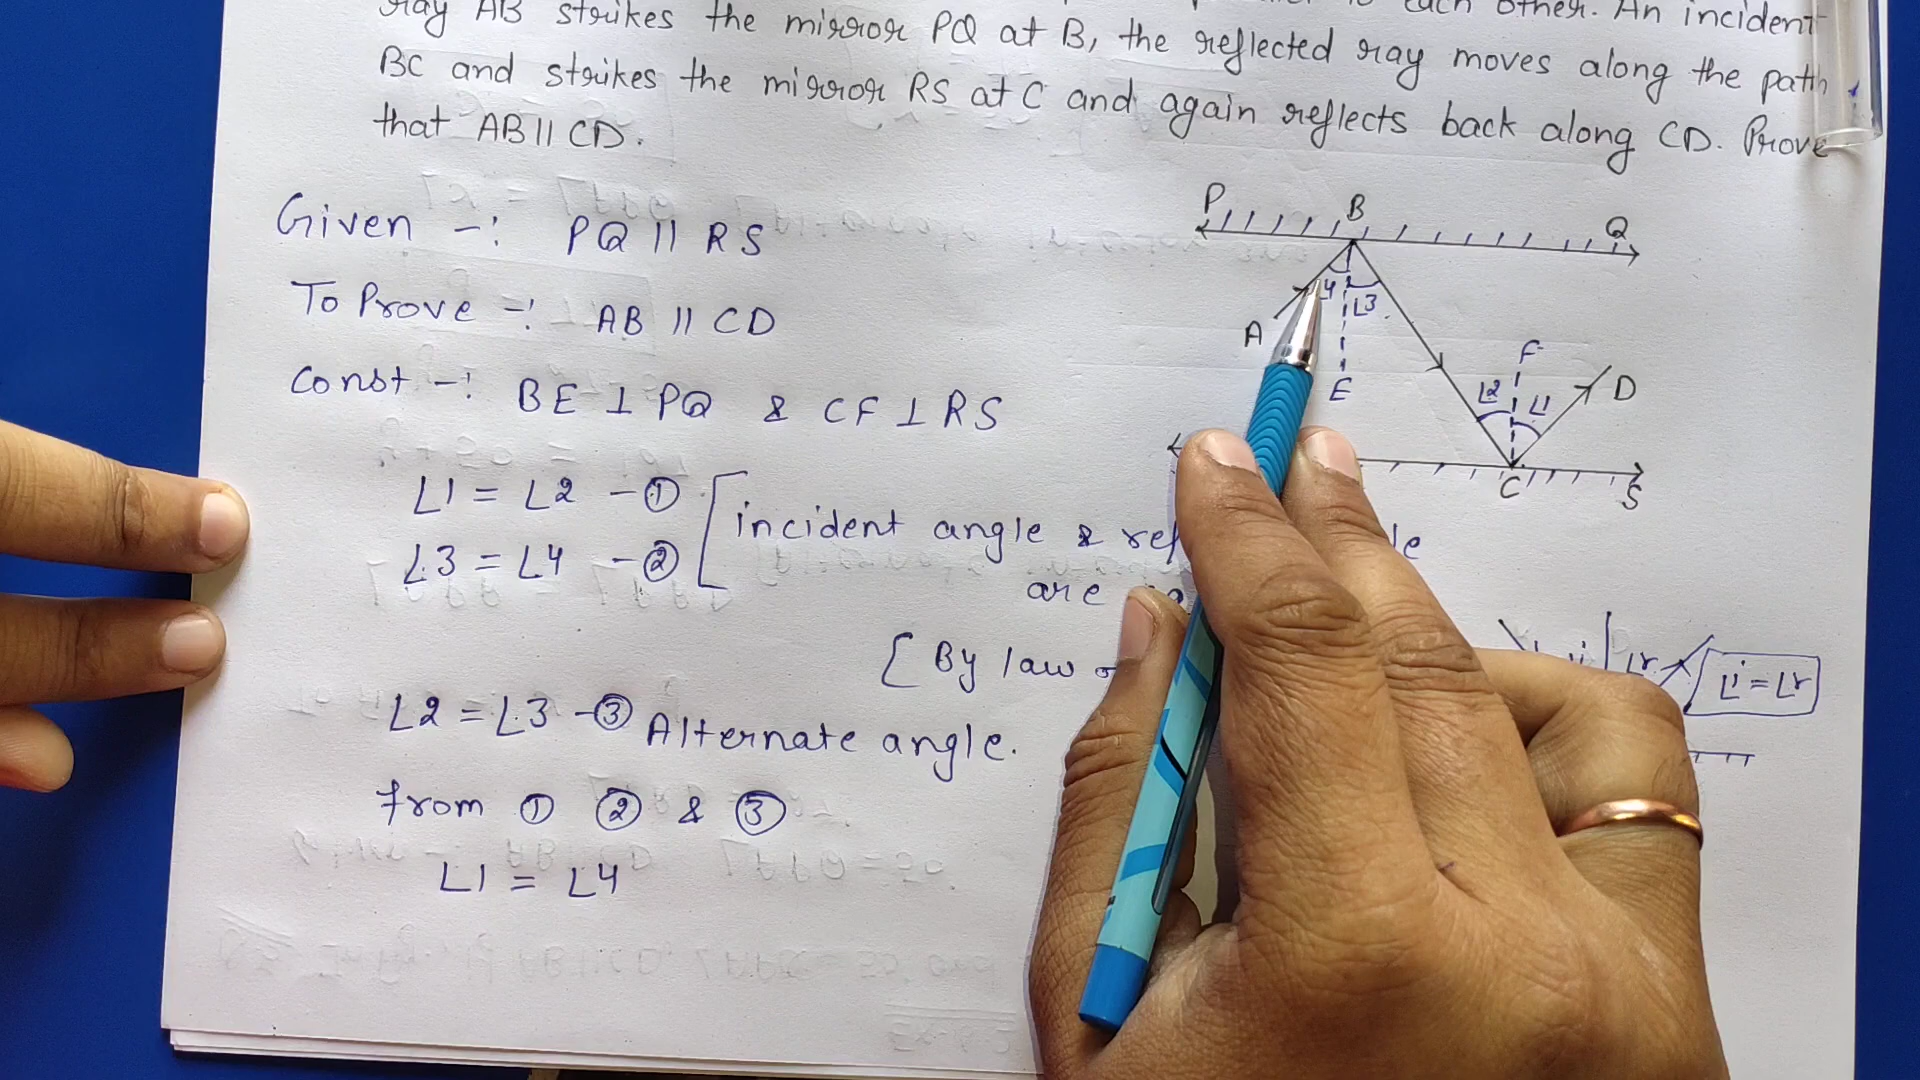 ray AB strikes the mirror PQ at B, the reflected ray moves along the path
BC and strikes the mirror RS at C and again reflects back along CD. Prove
that AB || CD.
Given -: PQ || RS
To Prove -: AB || CD
Const -: BE ⊥ PQ & CF ⊥ RS
∠1 = ∠2 - ①
∠3 = ∠4 - ②
[incident angle &
are
[By law
∠2 = ∠3 - ③ Alternate angle.
from ① ② & ③
∠1 = ∠4
P B Q
∠4 ∠3
A E
F D
∠2 ∠1
C S
∠r
∠i = ∠r